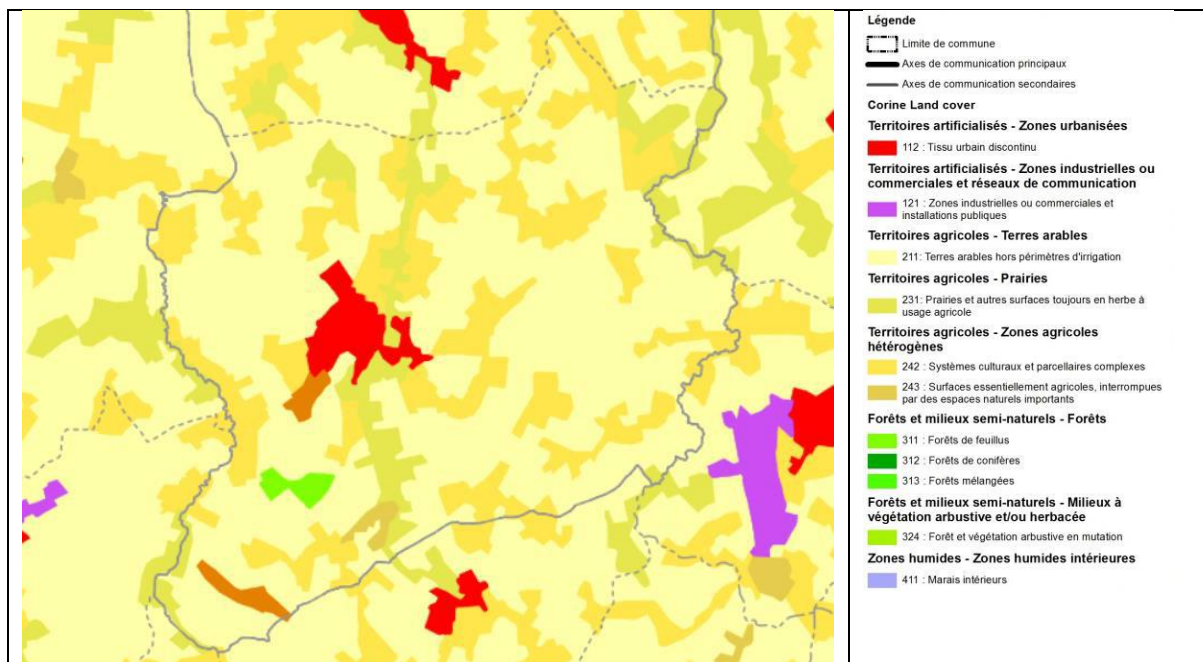 Légende
Limite de commune
Axes de communication principaux
Axes de communication secondaires
Corine Land cover
Territoires artificialisés - Zones urbanisées
112 : Tissu urbain discontinu
Territoires artificialisés - Zones industrielles ou
commerciales et réseaux de communication
121 : Zones industrielles ou commerciales et
installations publiques
Territoires agricoles - Terres arables
211 : Terres arables hors périmètres d'irrigation
Territoires agricoles - Prairies
231: Prairies et autres surfaces toujours en herbe à
usage agricole
Territoires agricoles - Zones agricoles
hétérogènes
242 : Systèmes culturaux et parcellaires complexes
243 : Surfaces essentiellement agricoles, interrompues
par des espaces naturels importants
Forêts et milieux semi-naturels - Forêts
311 : Forêts de feuillus
312 : Forêts de conifères
313 : Forêts mélangées
Forêts et milieux semi-naturels - Milieux à
végétation arbustive et/ou herbacée
324 : Forêt et végétation arbustive en mutation
Zones humides - Zones humides intérieures
411 : Marais intérieurs